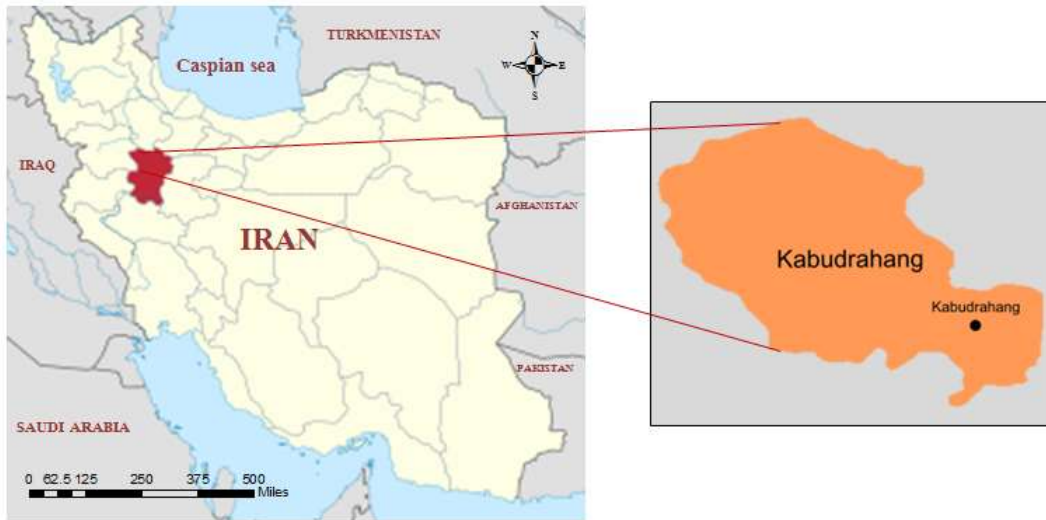 TURKMENISTAN
Caspian sea
N
W E
S
IRAQ
AFGHANISTAN
IRAN
Kabudrahang
Kabudrahang
PAKISTAN
SAUDI ARABIA
0 62.5 125 250 375 500
Miles